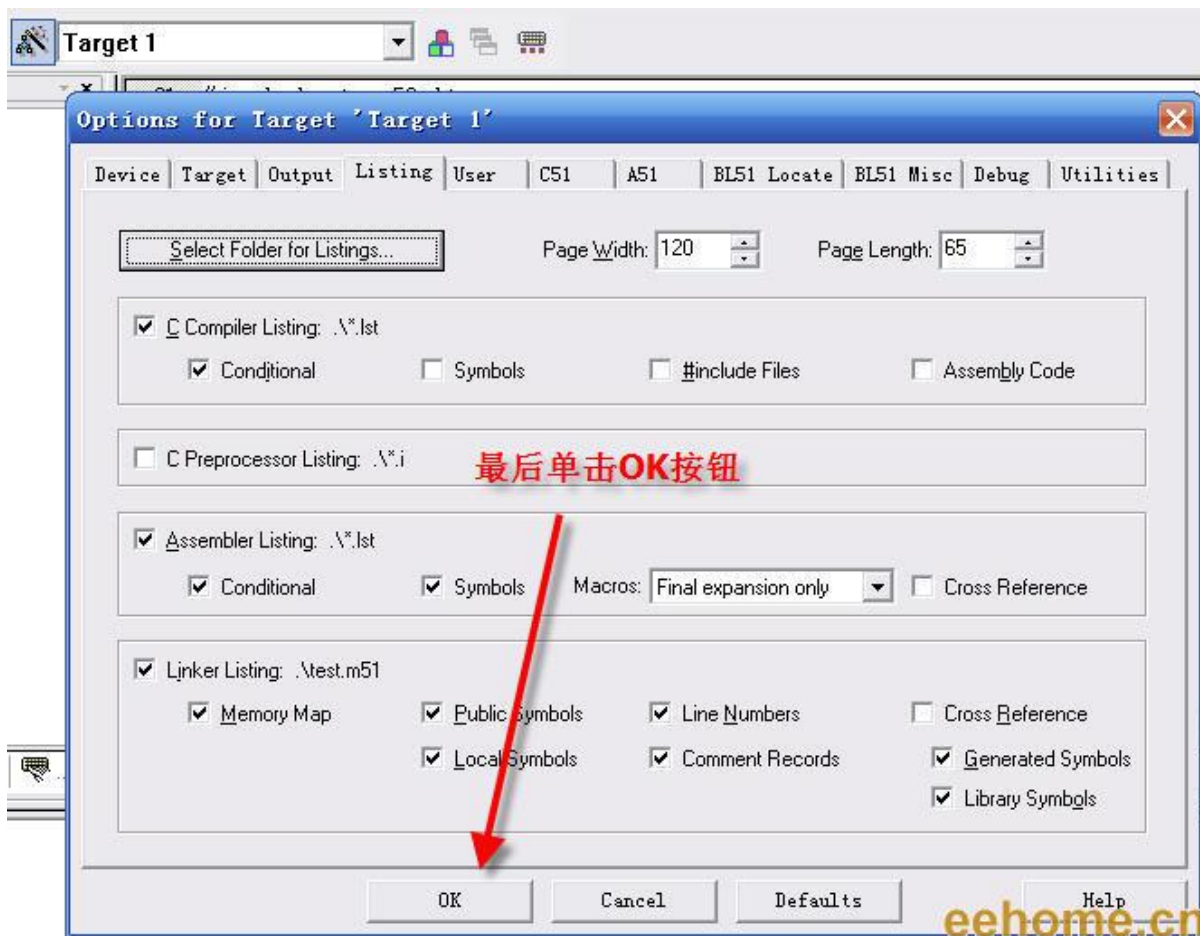 Target 1
Options for Target 'Target 1'
Device Target Output Listing User C51 A51 BL51 Locate BL51 Misc Debug Utilities
Select Folder for Listings... Page Width: 120 Page Length: 65
C Compiler Listing: .\*.lst
Conditional Symbols #include Files Assembly Code
C Preprocessor Listing: .\*.i
最后单击OK按钮
Assembler Listing: .\*.lst
Conditional Symbols Macros: Final expansion only Cross Reference
Linker Listing: .\test.m51
Memory Map Public Symbols Line Numbers Cross Reference
Local Symbols Comment Records Generated Symbols
Library Symbols
OK Cancel Defaults Help
eehome.cn